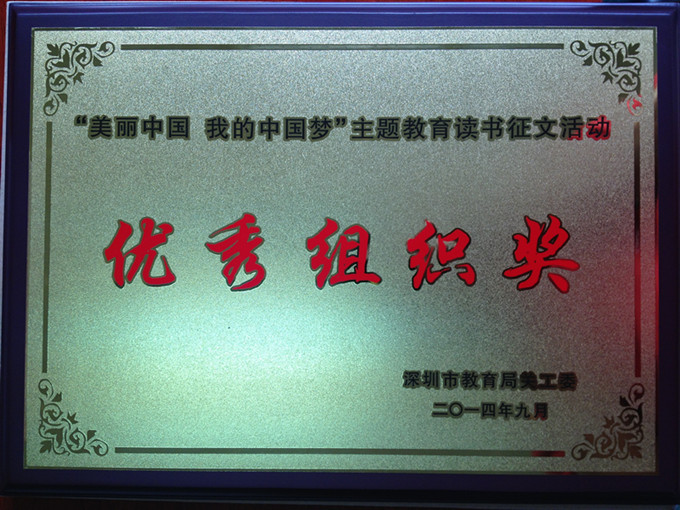 “美丽中国 我的中国梦”主题教育读书征文活动
优秀组织奖
深圳市教育局关工委
二〇一四年九月